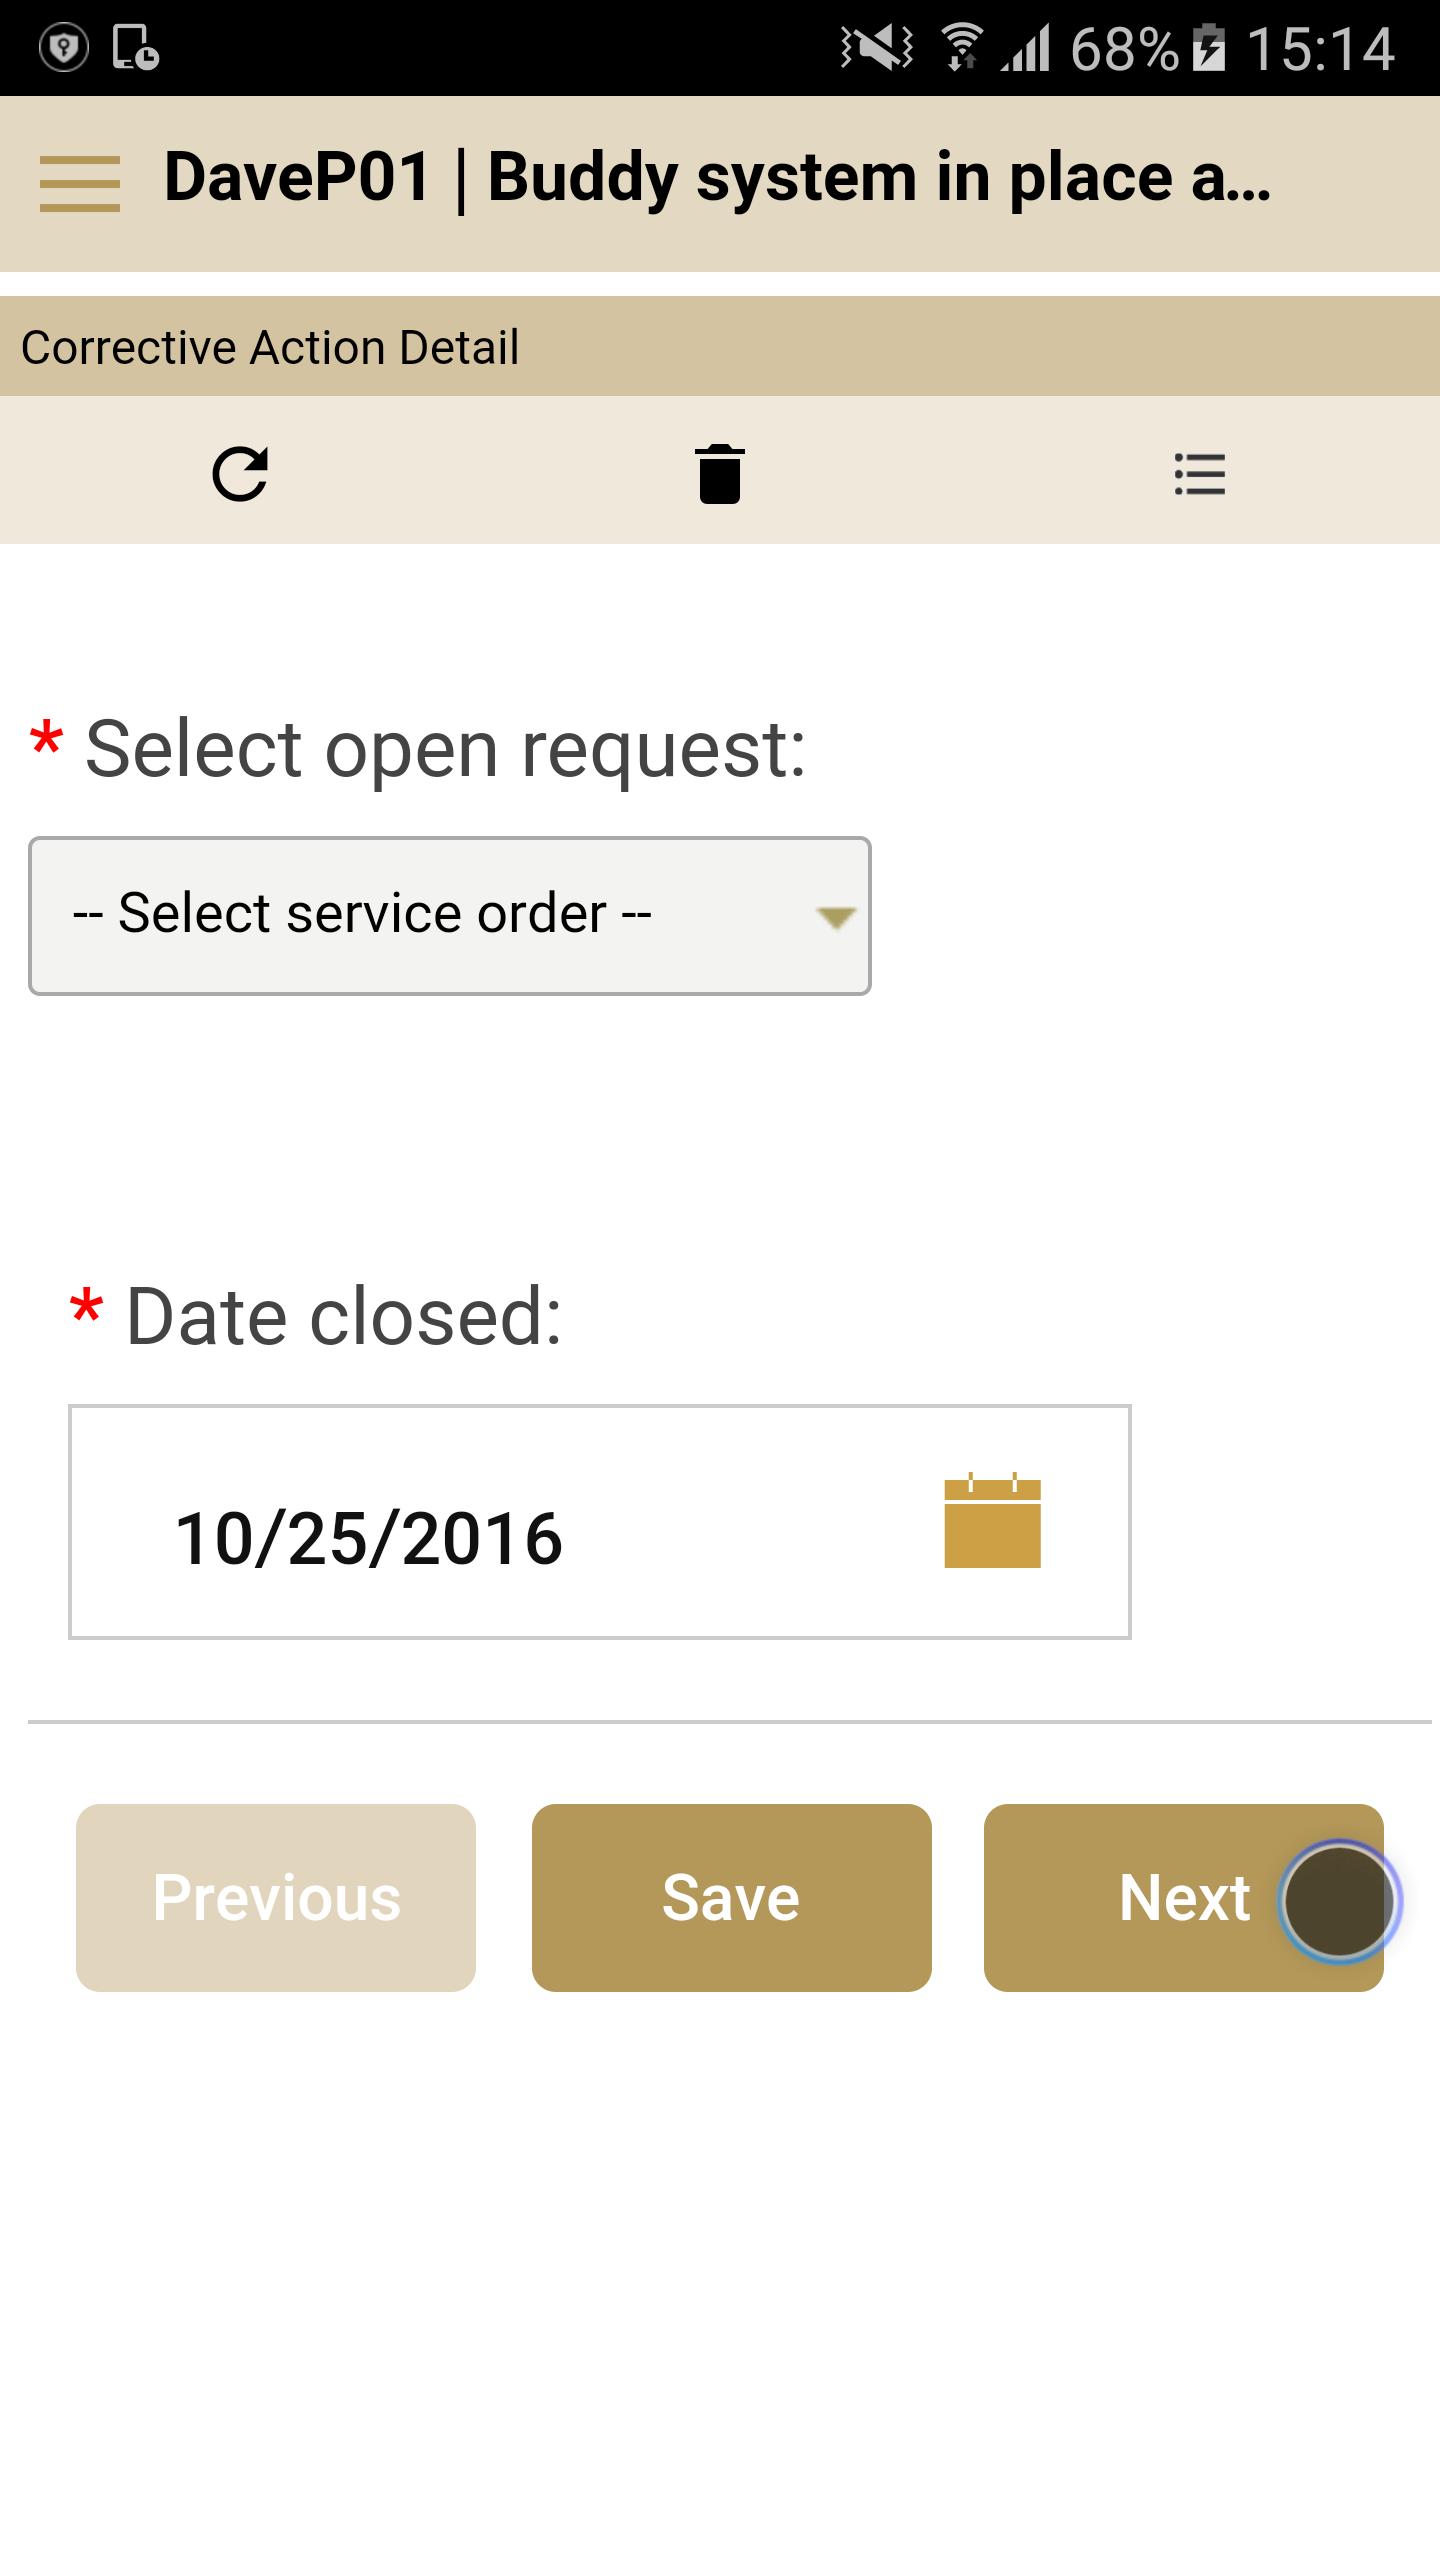 68% 15:14
DaveP01 | Buddy system in place a...
Corrective Action Detail
* Select open request:
-- Select service order --
* Date closed:
10/25/2016
Previous Save Next